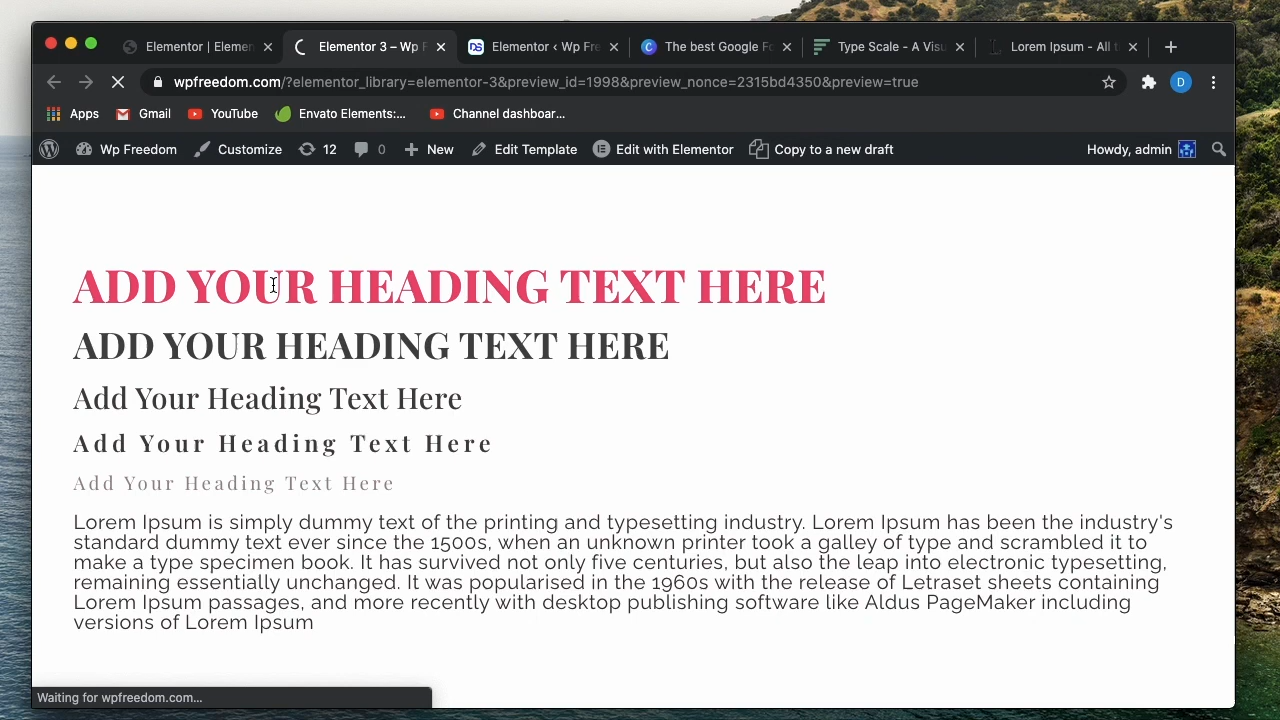 Elementor | Elemen
Elementor 3 – Wp F
Elementor ‹ Wp Fre
The best Google Fo
Type Scale - A Visu
Lorem Ipsum - All t
wpfreedom.com/?elementor_library=elementor-3&preview_id=1998&preview_nonce=2315bd4350&preview=true
D
Apps
Gmail
YouTube
Envato Elements:...
Channel dashboar...
Wp Freedom
Customize
12
0
New
Edit Template
Edit with Elementor
Copy to a new draft
Howdy, admin
ADD YOUR HEADING TEXT HERE
ADD YOUR HEADING TEXT HERE
Add Your Heading Text Here
Add Your Heading Text Here
Add Your Heading Text Here
Lorem Ipsum is simply dummy text of the printing and typesetting industry. Lorem Ipsum has been the industry's
standard dummy text ever since the 1500s, when an unknown printer took a galley of type and scrambled it to
make a type specimen book. It has survived not only five centuries, but also the leap into electronic typesetting,
remaining essentially unchanged. It was popularised in the 1960s with the release of Letraset sheets containing
Lorem Ipsum passages, and more recently with desktop publishing software like Aldus PageMaker including
versions of Lorem Ipsum
Waiting for wpfreedom.com...